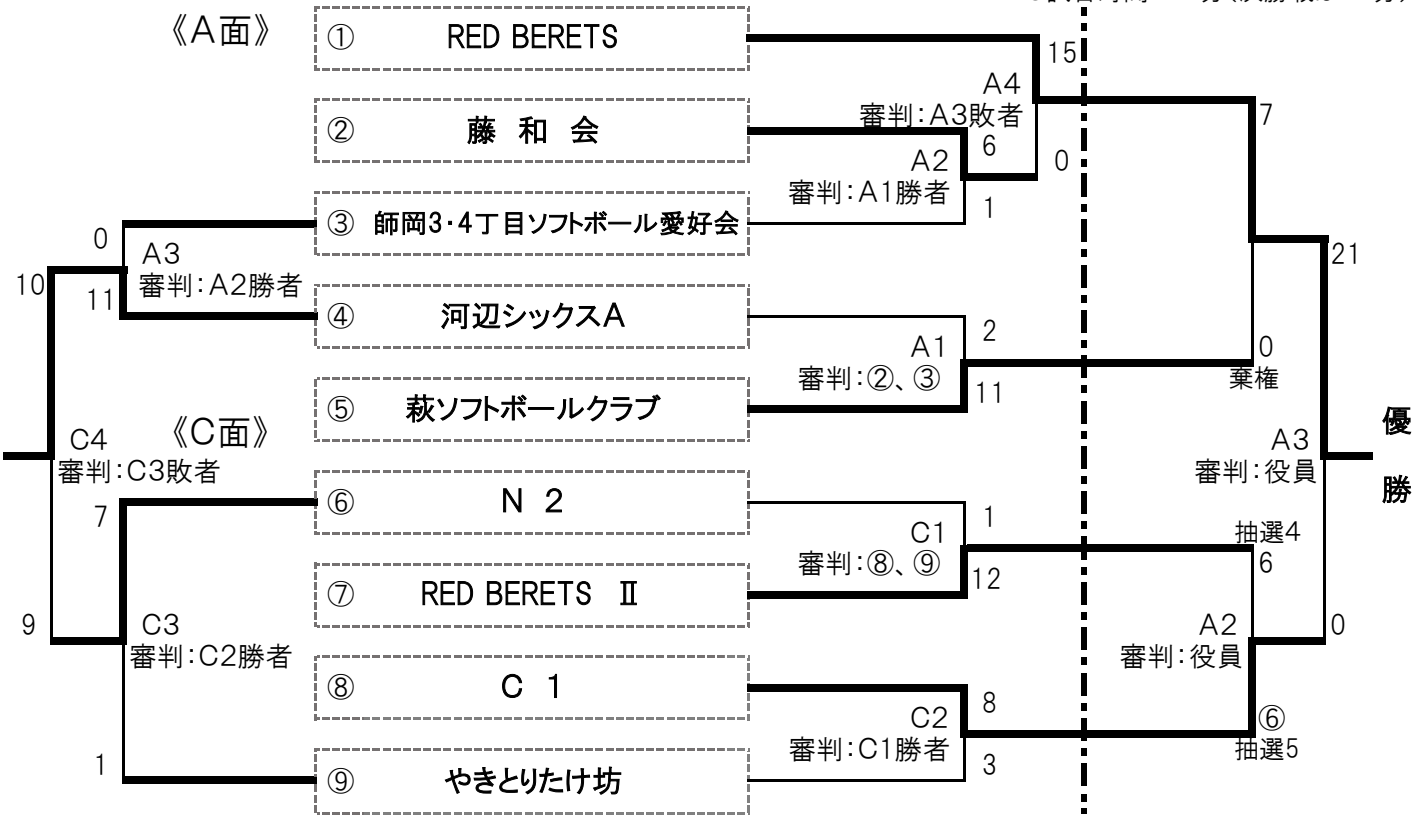 《A面》
① RED BERETS
② 藤 和 会
③ 師岡3・4丁目ソフトボール愛好会
④ 河辺シックスA
⑤ 萩ソフトボールクラブ
《C面》
⑥ N 2
⑦ RED BERETS Ⅱ
⑧ C 1
⑨ やきとりたけ坊
0
A3
審判:A2勝者
10
11
C4
審判:C3敗者
7
9
C3
審判:C2勝者
1
15
A4
審判:A3敗者
6
0
A2
審判:A1勝者
1
2
A1
審判:②、③
11
1
C1
審判:⑧、⑨
12
8
C2
審判:C1勝者
3
7
21
0
棄権
A3
審判:役員
優
勝
抽選4
6
A2
審判:役員
0
⑥
抽選5